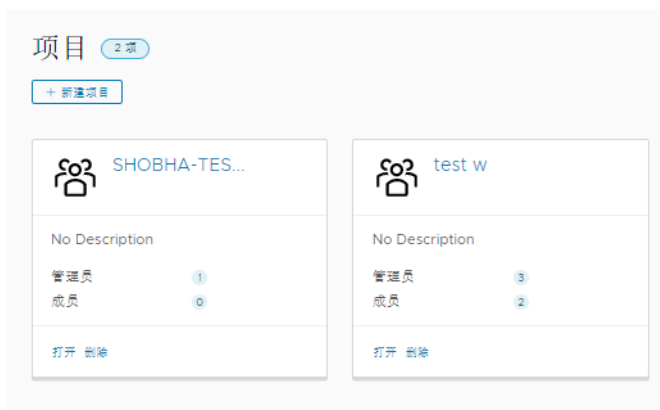 项目 2 项
+ 新建项目
SHOBHA-TES...
No Description
管理员 1
成员 0
打开 删除
test w
No Description
管理员 3
成员 2
打开 删除